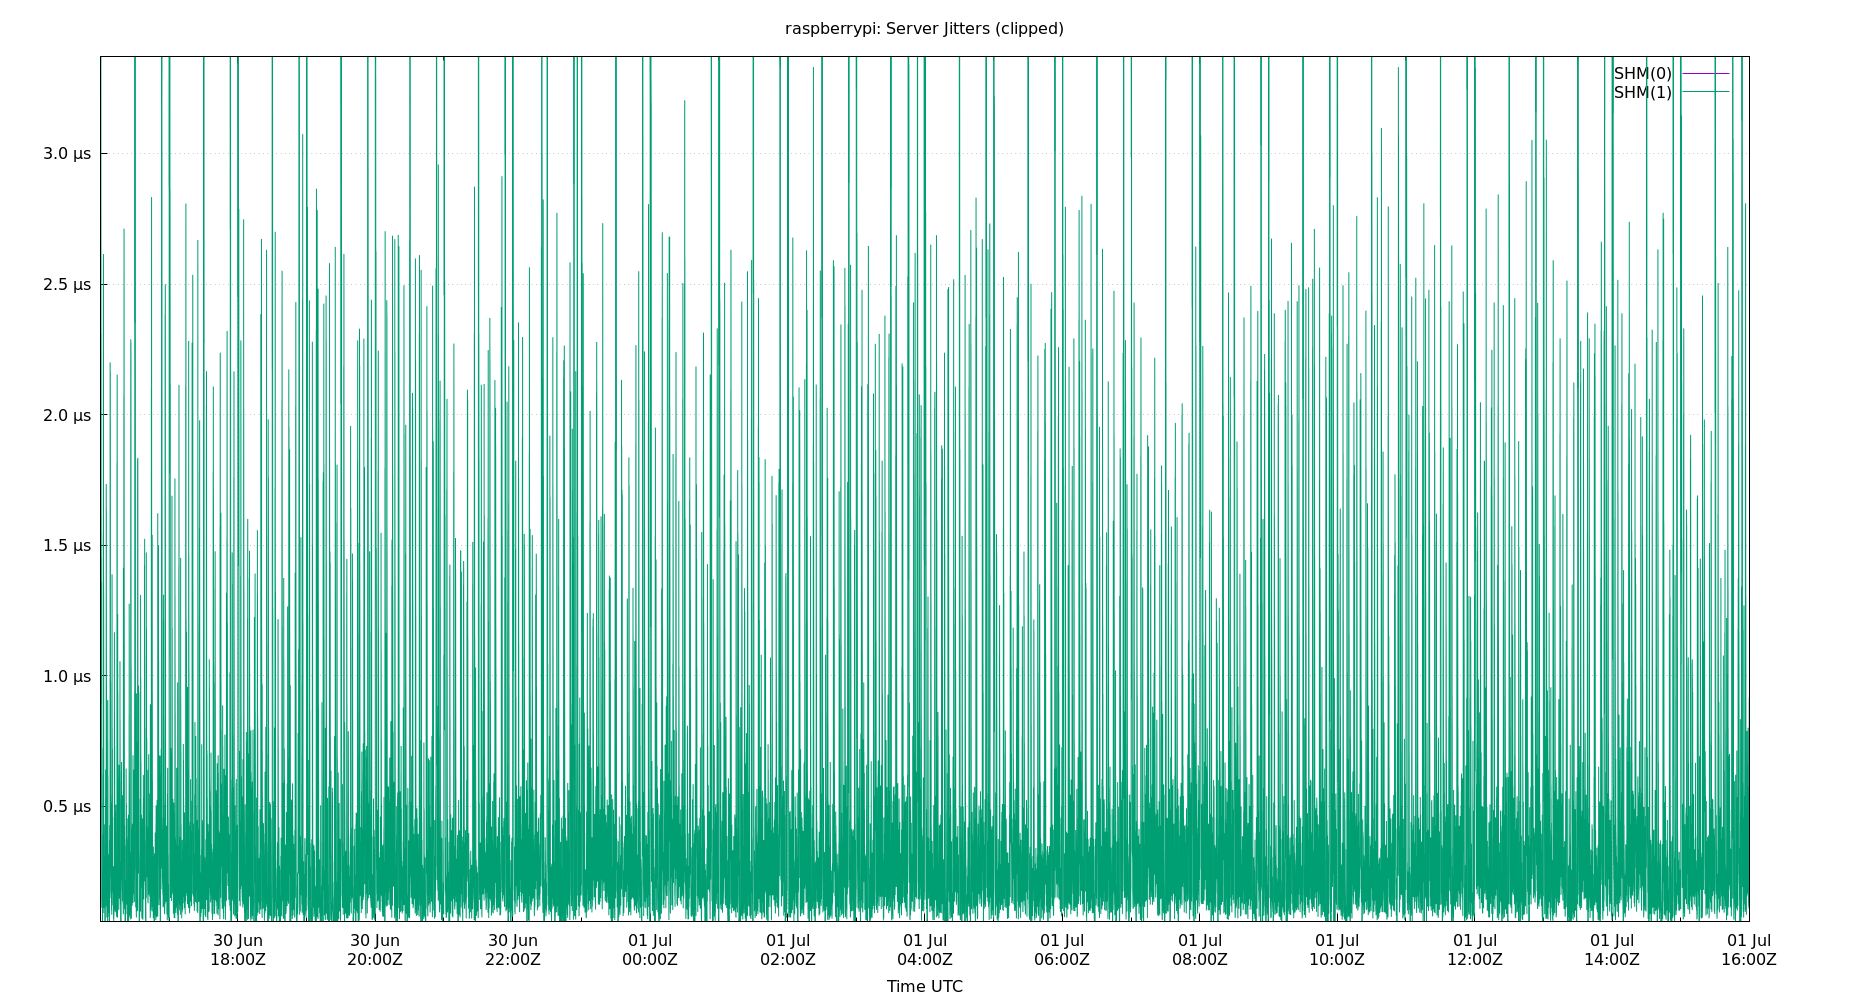 raspberrypi: Server Jitters (clipped)
SHM(0)
SHM(1)
3.0 µs
2.5 µs
2.0 µs
1.5 µs
1.0 µs
0.5 µs
30 Jun 30 Jun 30 Jun 01 Jul 01 Jul 01 Jul 01 Jul 01 Jul 01 Jul 01 Jul 01 Jul 01 Jul
18:00Z 20:00Z 22:00Z 00:00Z 02:00Z 04:00Z 06:00Z 08:00Z 10:00Z 12:00Z 14:00Z 16:00Z
Time UTC